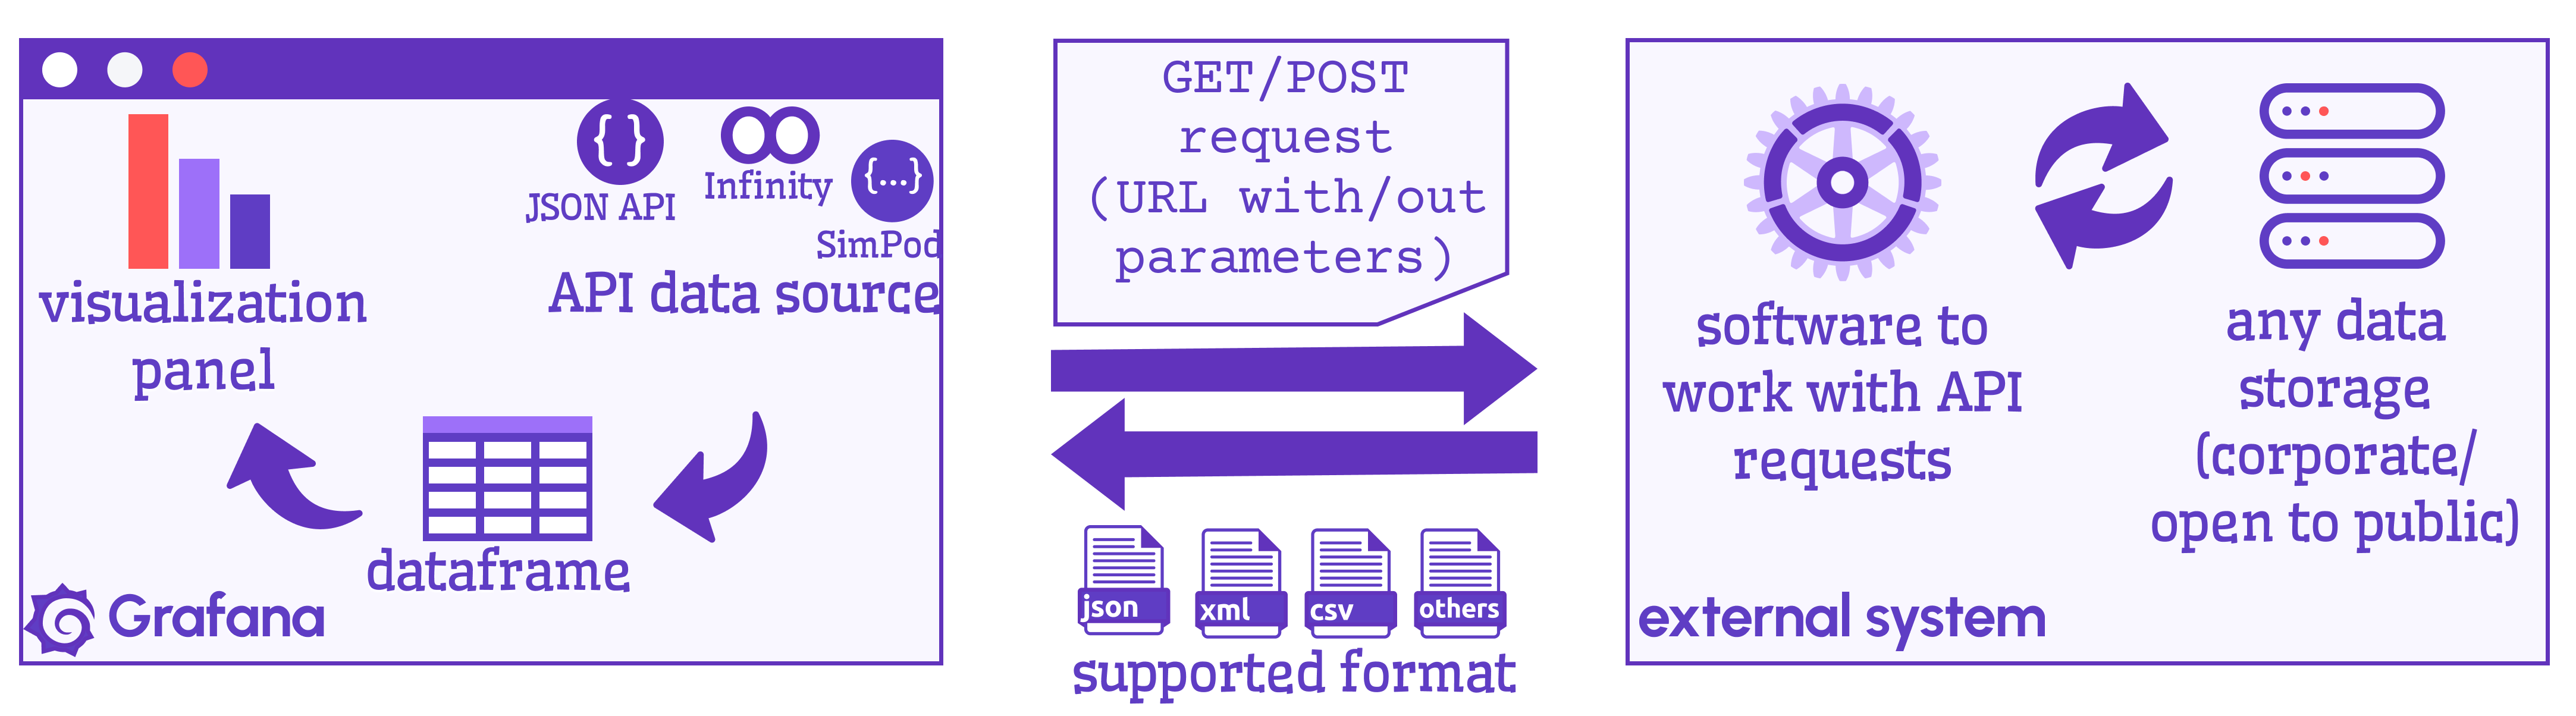 { }
JSON API
Infinity
{...}
SimPod
API data source
visualization
panel
dataframe
Grafana
GET/POST
request
(URL with/out
parameters)
json
xml
csv
others
supported format
software to
work with API
requests
any data
storage
(corporate/
open to public)
external system